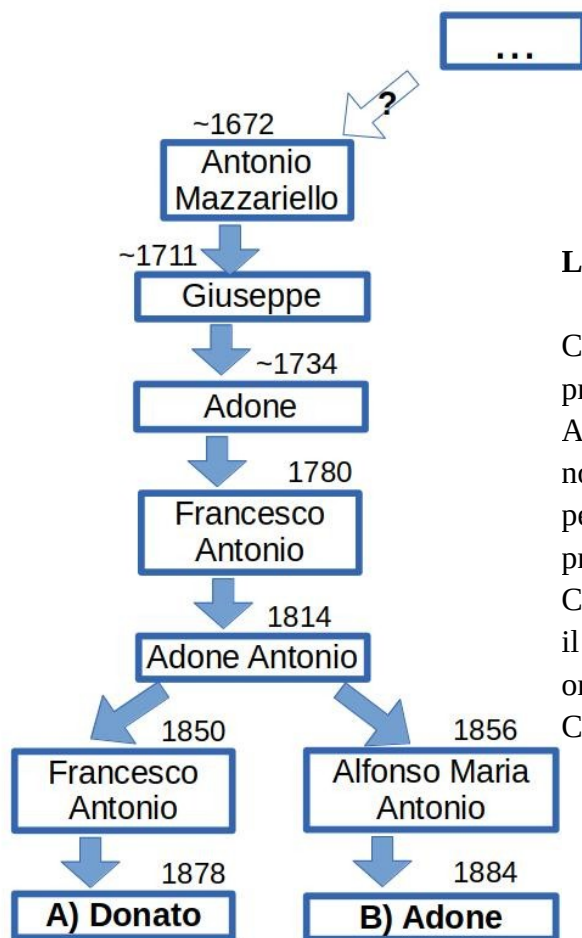 ...
?
~1672
Antonio
Mazzariello
~1711
Giuseppe
~1734
Adone
1780
Francesco
Antonio
1814
Adone Antonio
1850
Francesco
Antonio
1856
Alfonso Maria
Antonio
1878
A) Donato
1884
B) Adone
L
C
pr
A
no
pe
pr
C
il
or
C